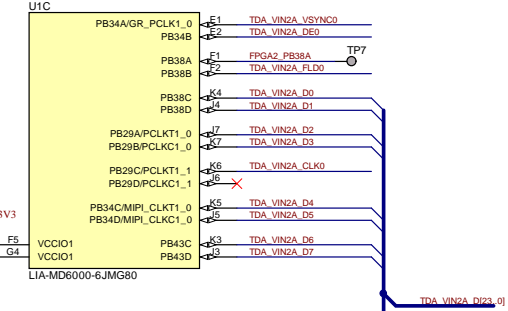 U1C
PB34A/GR_PCLK1_0 E1 TDA_VIN2A_VSYNC0
PB34B E2 TDA_VIN2A_DE0
TP7
PB38A F1 FPGA2_PB38A
PB38B F2 TDA_VIN2A_FLD0
PB38C K4 TDA_VIN2A_D0
PB38D J4 TDA_VIN2A_D1
PB29A/PCLKT1_0 J7 TDA_VIN2A_D2
PB29B/PCLKC1_0 K7 TDA_VIN2A_D3
PB29C/PCLKT1_1 K6 TDA_VIN2A_CLK0
PB29D/PCLKC1_1 J6
PB34C/MIPI_CLKT1_0 K5 TDA_VIN2A_D4
PB34D/MIPI_CLKC1_0 J5 TDA_VIN2A_D5
3V3
F5 VCCIO1 PB43C K3 TDA_VIN2A_D6
G4 VCCIO1 PB43D J3 TDA_VIN2A_D7
LIA-MD6000-6JMG80
TDA_VIN2A_D[23..0]